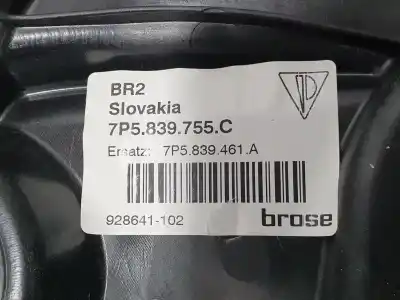 BR2
Slovakia
7P5.839.755.C
Ersatz: 7P5.839.461.A
928641-102
brose